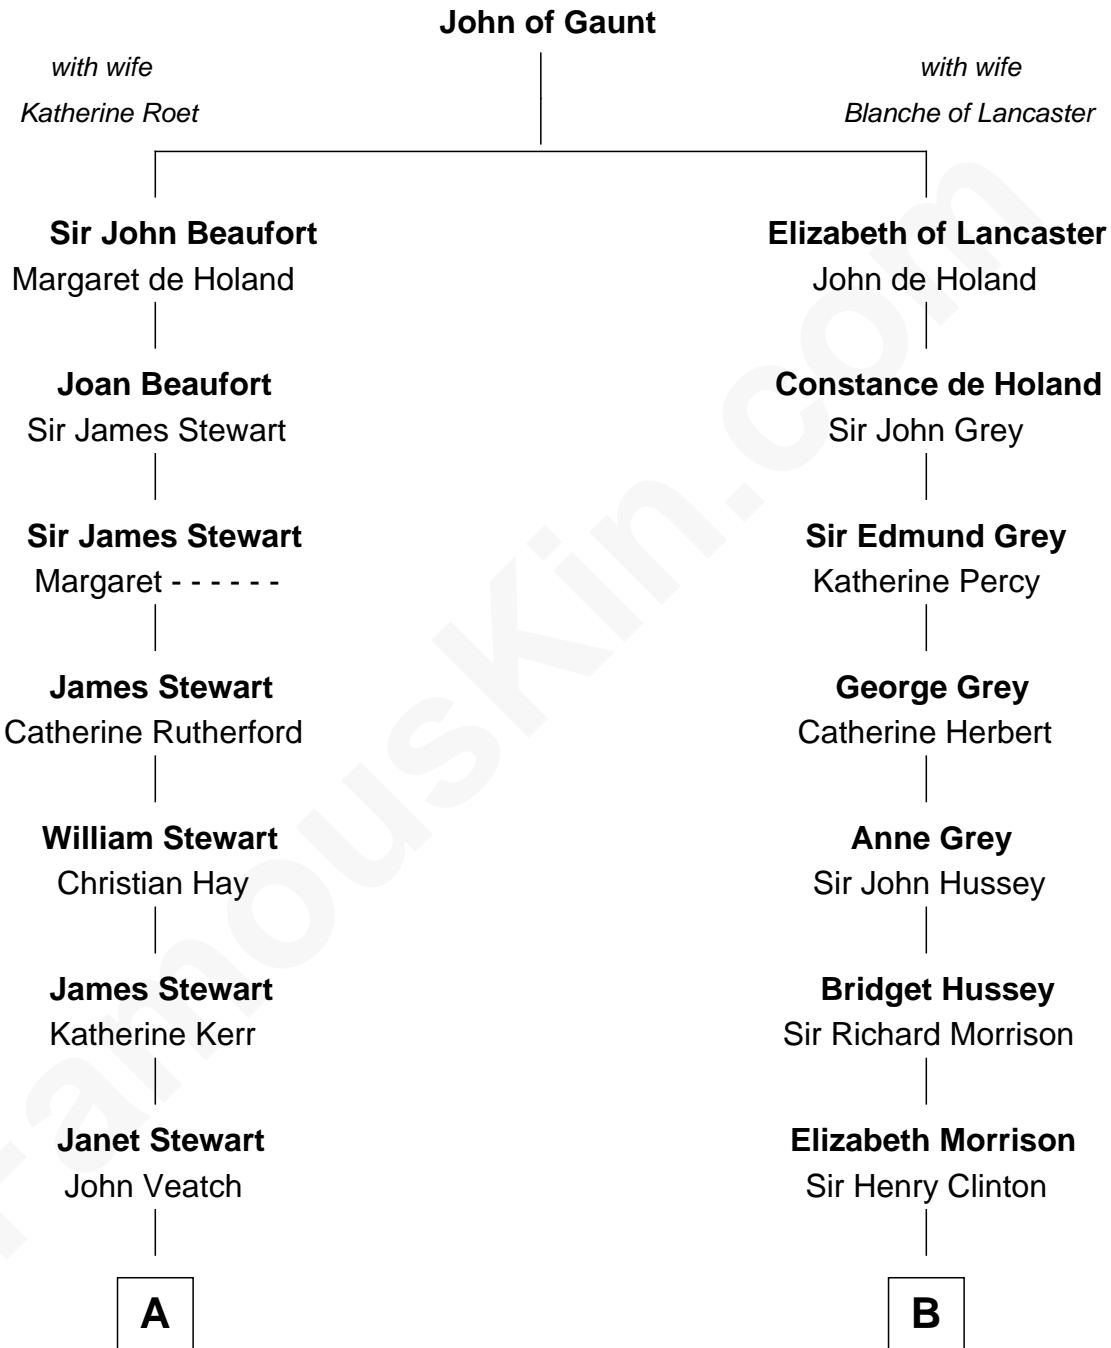 John of Gaunt
with wife
Katherine Roet
with wife
Blanche of Lancaster
Sir John Beaufort
Margaret de Holand
Elizabeth of Lancaster
John de Holand
Joan Beaufort
Sir James Stewart
Constance de Holand
Sir John Grey
Sir James Stewart
Margaret - - - - - -
Sir Edmund Grey
Katherine Percy
James Stewart
Catherine Rutherford
George Grey
Catherine Herbert
William Stewart
Christian Hay
Anne Grey
Sir John Hussey
James Stewart
Katherine Kerr
Bridget Hussey
Sir Richard Morrison
Janet Stewart
John Veatch
Elizabeth Morrison
Sir Henry Clinton
A
B
FamousKin.com